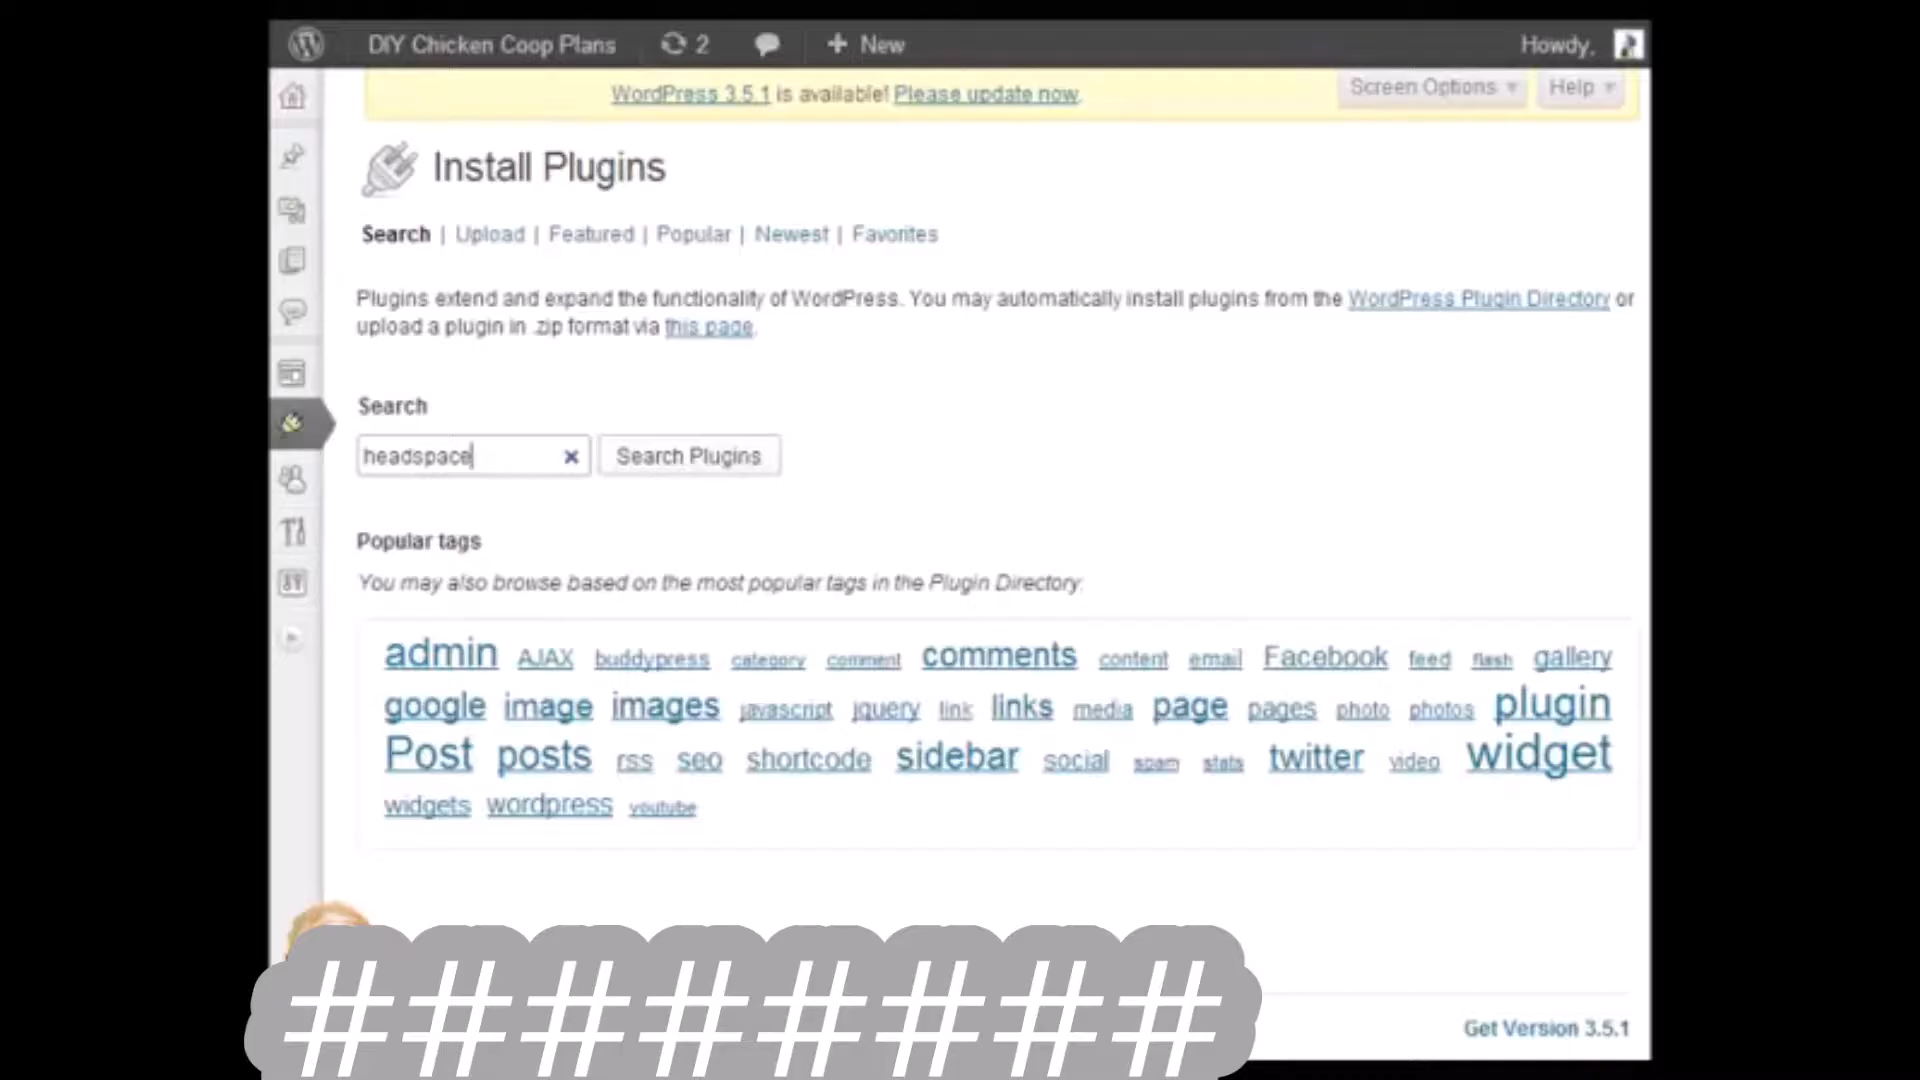 DIY Chicken Coop Plans 2 + New Howdy,
WordPress 3.5.1 is available! Please update now. Screen Options Help
Install Plugins
Search | Upload | Featured | Popular | Newest | Favorites
Plugins extend and expand the functionality of WordPress. You may automatically install plugins from the WordPress Plugin Directory or
upload a plugin in .zip format via this page.
Search
headspace × Search Plugins
Popular tags
You may also browse based on the most popular tags in the Plugin Directory:
admin AJAX buddypress category comment comments content email Facebook feed flash gallery
google image images javascript jquery link links media page pages photo photos plugin
Post posts rss seo shortcode sidebar social spam stats twitter video widget
widgets wordpress youtube
########
Get Version 3.5.1